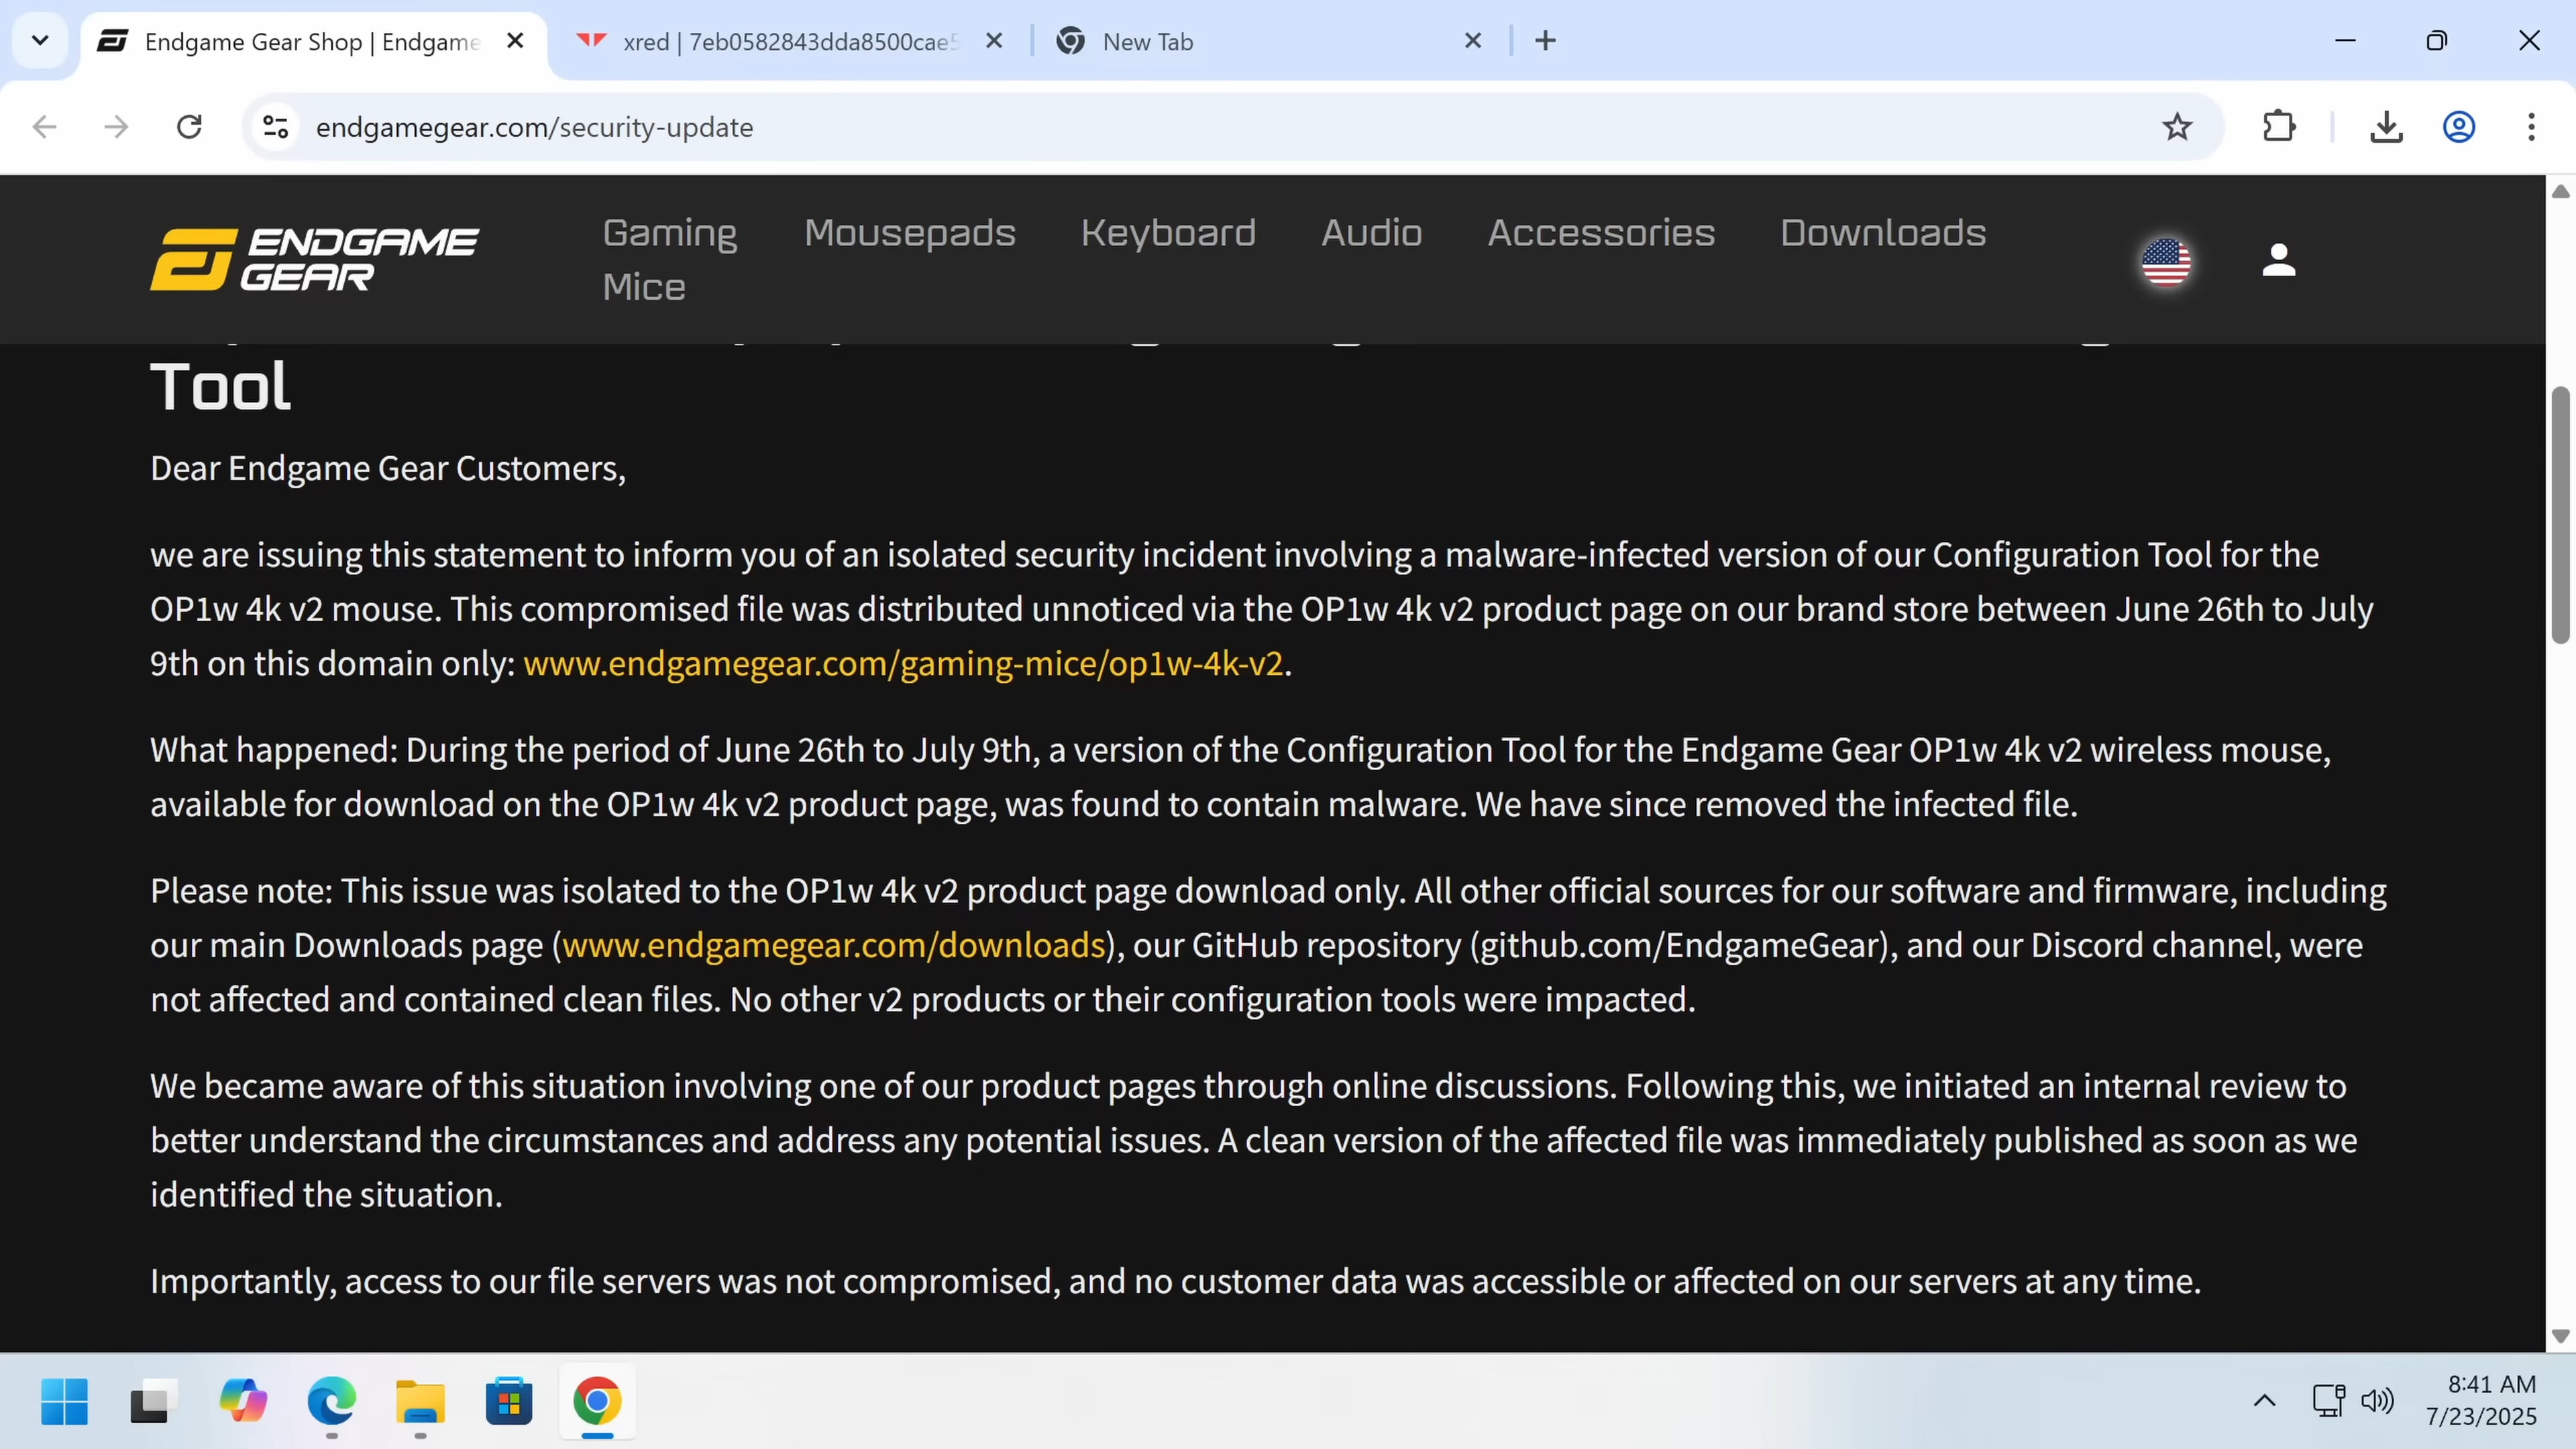 Endgame Gear Shop | Endgame
xred | 7eb0582843dda8500cae5
New Tab
endgamegear.com/security-update
ENDGAME
GEAR
Gaming
Mice
Mousepads
Keyboard
Audio
Accessories
Downloads
Tool
Dear Endgame Gear Customers,
we are issuing this statement to inform you of an isolated security incident involving a malware-infected version of our Configuration Tool for the
OP1w 4k v2 mouse. This compromised file was distributed unnoticed via the OP1w 4k v2 product page on our brand store between June 26th to July
9th on this domain only: www.endgamegear.com/gaming-mice/op1w-4k-v2.
What happened: During the period of June 26th to July 9th, a version of the Configuration Tool for the Endgame Gear OP1w 4k v2 wireless mouse,
available for download on the OP1w 4k v2 product page, was found to contain malware. We have since removed the infected file.
Please note: This issue was isolated to the OP1w 4k v2 product page download only. All other official sources for our software and firmware, including
our main Downloads page (www.endgamegear.com/downloads), our GitHub repository (github.com/EndgameGear), and our Discord channel, were
not affected and contained clean files. No other v2 products or their configuration tools were impacted.
We became aware of this situation involving one of our product pages through online discussions. Following this, we initiated an internal review to
better understand the circumstances and address any potential issues. A clean version of the affected file was immediately published as soon as we
identified the situation.
Importantly, access to our file servers was not compromised, and no customer data was accessible or affected on our servers at any time.
8:41 AM
7/23/2025